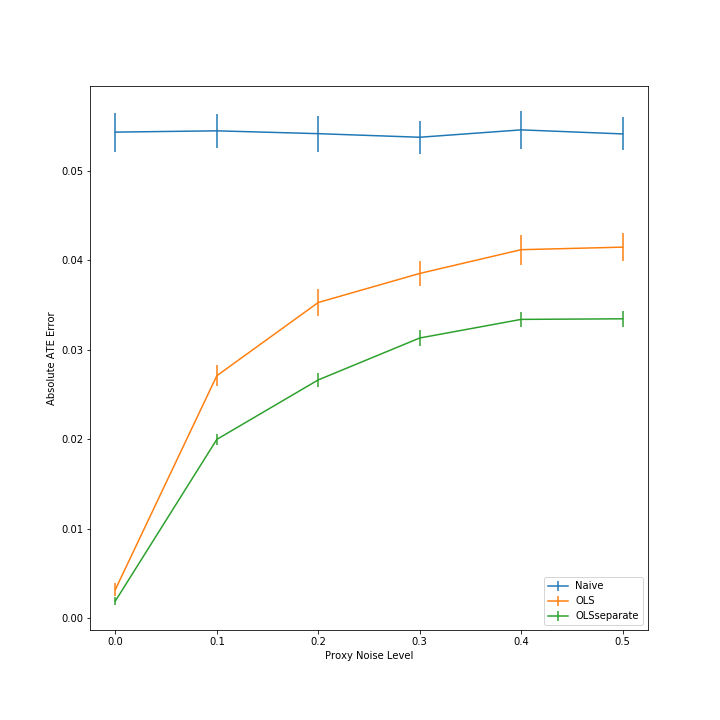 0.05
0.04
0.03
0.02
0.01
0.00
Absolute ATE Error
0.0 0.1 0.2 0.3 0.4 0.5
Proxy Noise Level
Naive
OLS
OLSseparate